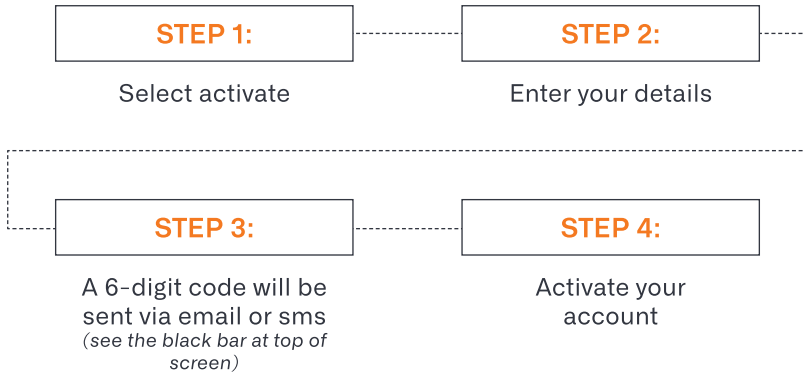 STEP 1:
Select activate
STEP 2:
Enter your details
STEP 3:
A 6-digit code will be
sent via email or sms
(see the black bar at top of
screen)
STEP 4:
Activate your
account